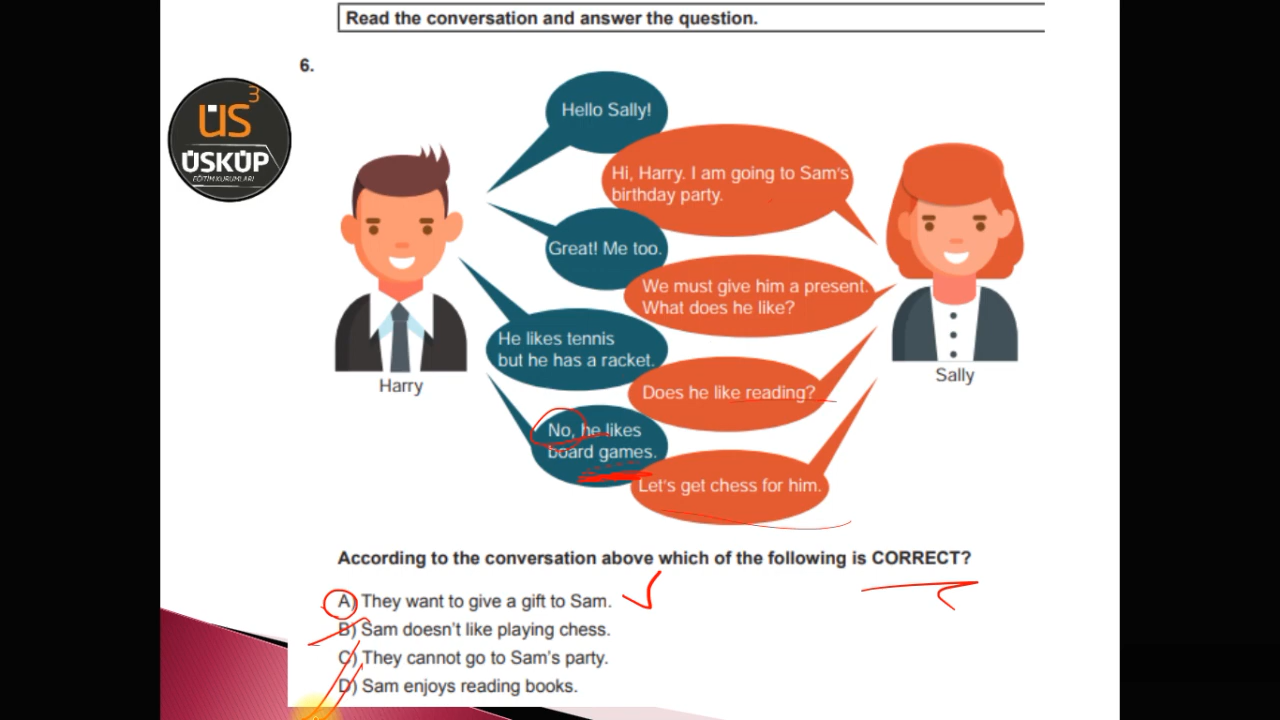 Read the conversation and answer the question.
6.
üs3
ÜSKÜP
EĞİTİM KURUMLARI
Hello Sally!
Hi, Harry. I am going to Sam's
birthday party.
Great! Me too.
We must give him a present.
What does he like?
He likes tennis
but he has a racket.
Does he like reading?
No, he likes
board games.
Let's get chess for him.
Harry
Sally
According to the conversation above which of the following is CORRECT?
A) They want to give a gift to Sam.
B) Sam doesn't like playing chess.
C) They cannot go to Sam's party.
D) Sam enjoys reading books.